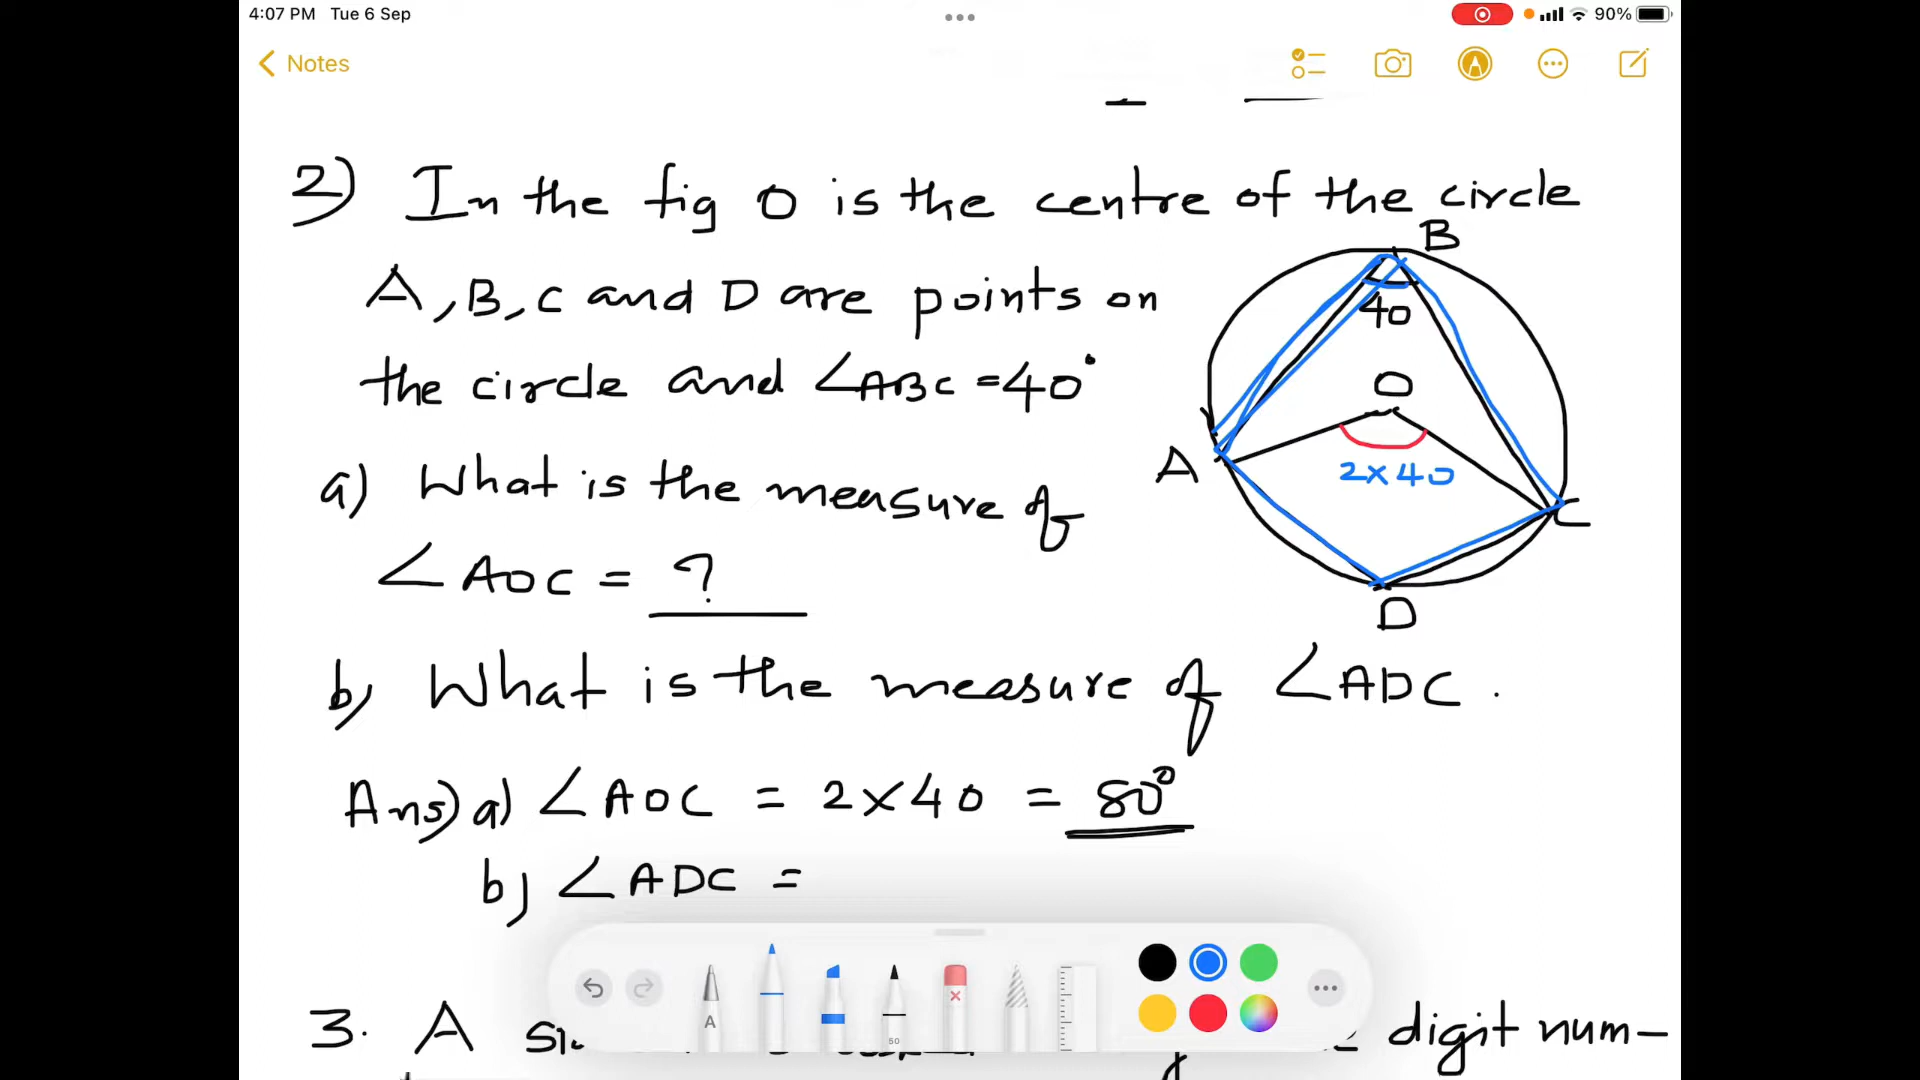 4:07 PM Tue 6 Sep
90%
Notes
2) In the fig O is the centre of the circle
A, B, C and D are points on
the circle and ∠ABC = 40°
a) What is the measure of
∠AOC = ?
b) What is the measure of ∠ADC.
Ans) a) ∠AOC = 2×40 = 80°
b) ∠ADC =
B
40
O
A
2×40
C
D
A
50
3. A
digit num-